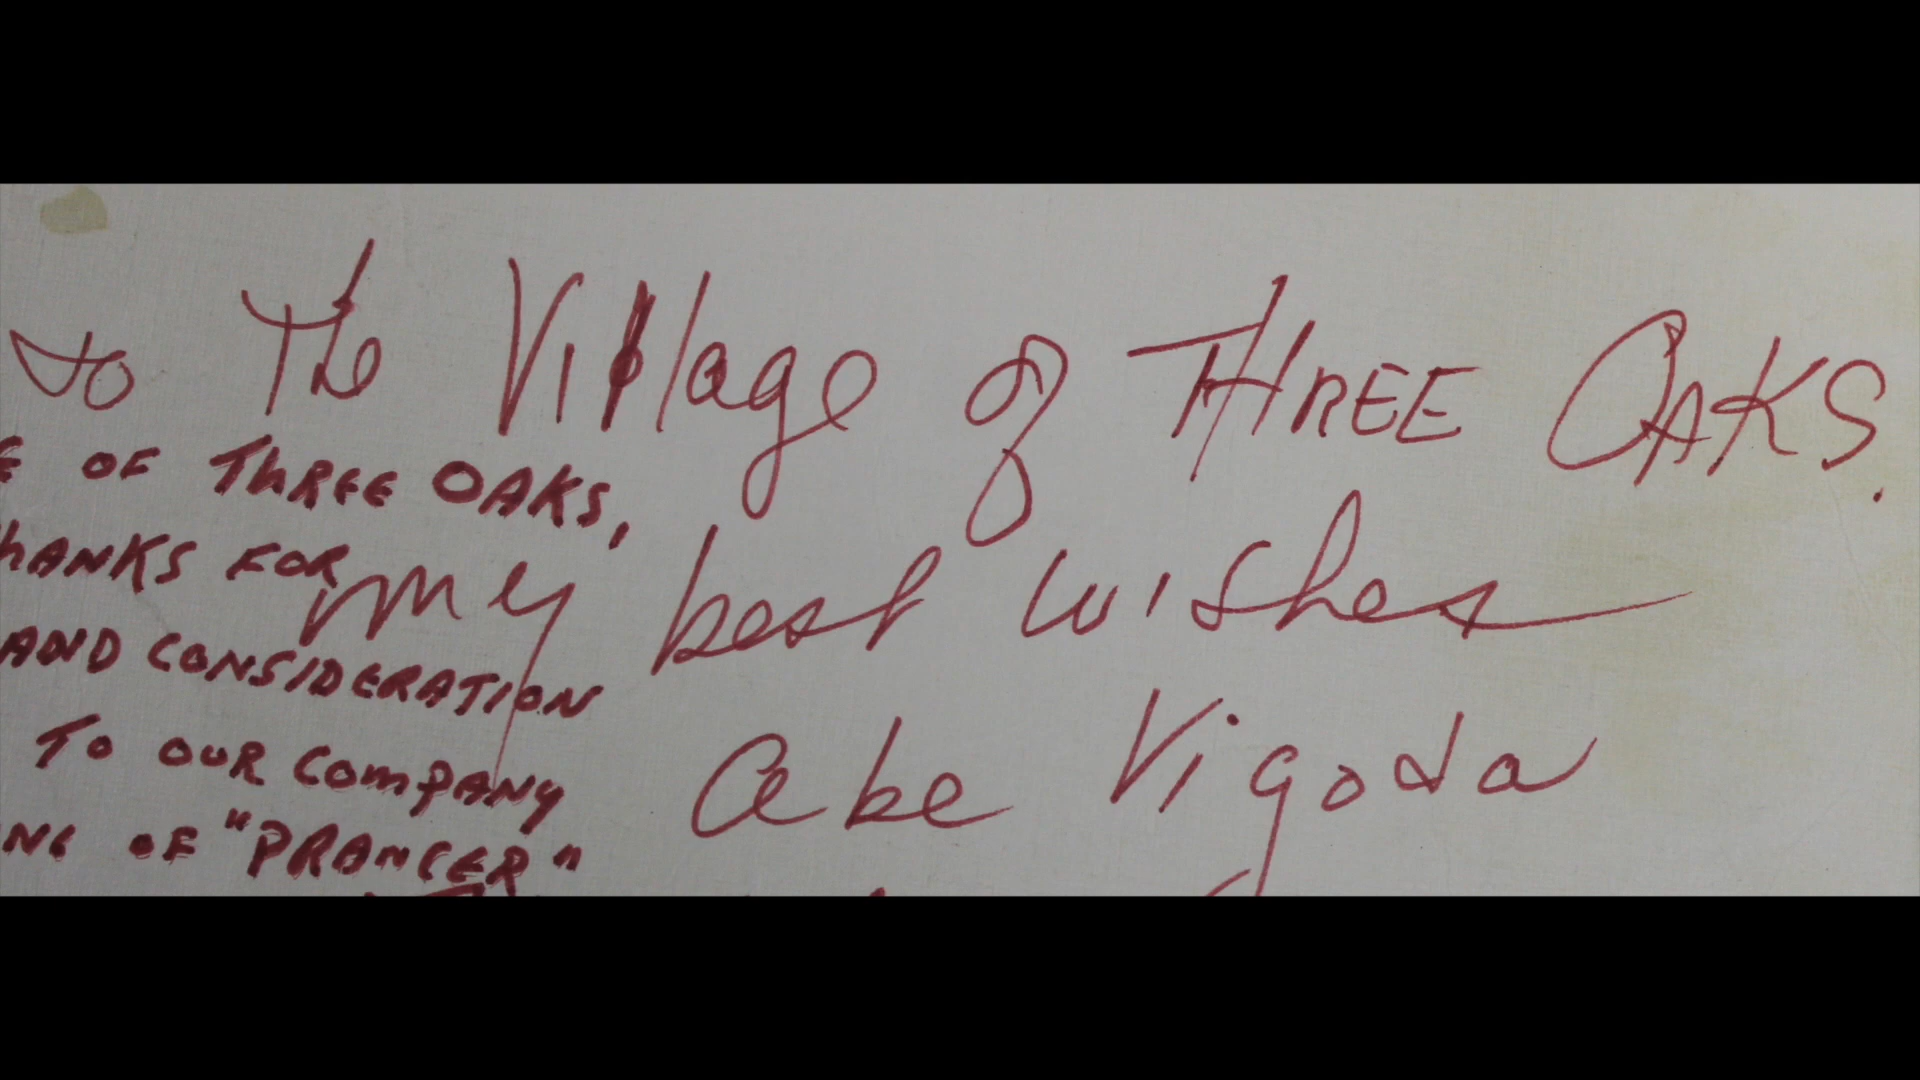 to The Village of THREE OAKS.
my best wishes
abe Vigoda
OF THREE OAKS,
THANKS FOR
AND CONSIDERATION
TO OUR COMPANY
OF "PRANCER"